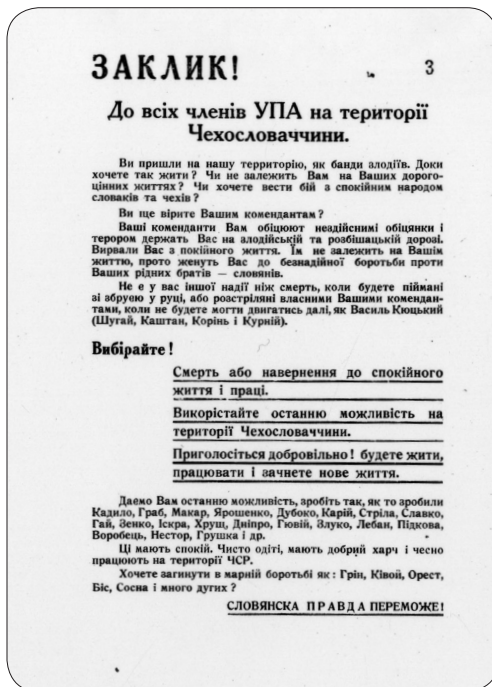 ЗАКЛИК!
3
До всіх членів УПА на території
Чехословаччини.
Ви пришли на нашу территорію, як банди злодіїв. Доки
хочете так жити? Чи не залежить Вам на Ваших дорого-
цінних життях? Чи хочете вести бій з спокійним народом
словаків та чехів?
Ви ще вірите Вашим комендантам?
Ваші коменданти Вам обіцюют нездійснимі обіцянки і
терором держать Вас на злодійській та розбішацькій дорозі.
Вирвали Вас з покійного життя. Їм не залежить на Вашім
життю, прото женуть Вас до безнадійної боротьби проти
Ваших рідних братів — словянів.
Не є у вас іншої надії ніж смерть, коли будете піймані
зі збруею у руці, або розстріляні власними Вашими комендан-
тами, коли не будете могти двигатись далі, як Василь Кюцький
(Шугай, Каштан, Корінь і Курній).
Вибірайте!
Смерть або навернення до спокійного
життя і праці.
Викорістайте останню можливість на
території Чехословаччини.
Приголосіться добровільно! будете жити,
працювати і зачнете нове життя.
Даємо Вам останню можливість, зробіть так, як то зробили
Кадило, Граб, Макар, Ярошенко, Дубоко, Карій, Стріла, Славко,
Гай, Зенко, Іскра, Хрущ, Дніпро, Гювій, Злуко, Лебан, Підкова,
Воробець, Нестор, Грушка і др.
Ці мають спокій. Чисто одіті, мають добрий харч і чесно
працюють на території ЧСР.
Хочете загинути в марній боротьбі як: Грін, Ківой, Орест,
Біс, Сосна і много дугих?
СЛОВЯНСКА ПРАВДА ПЕРЕМОЖЕ!